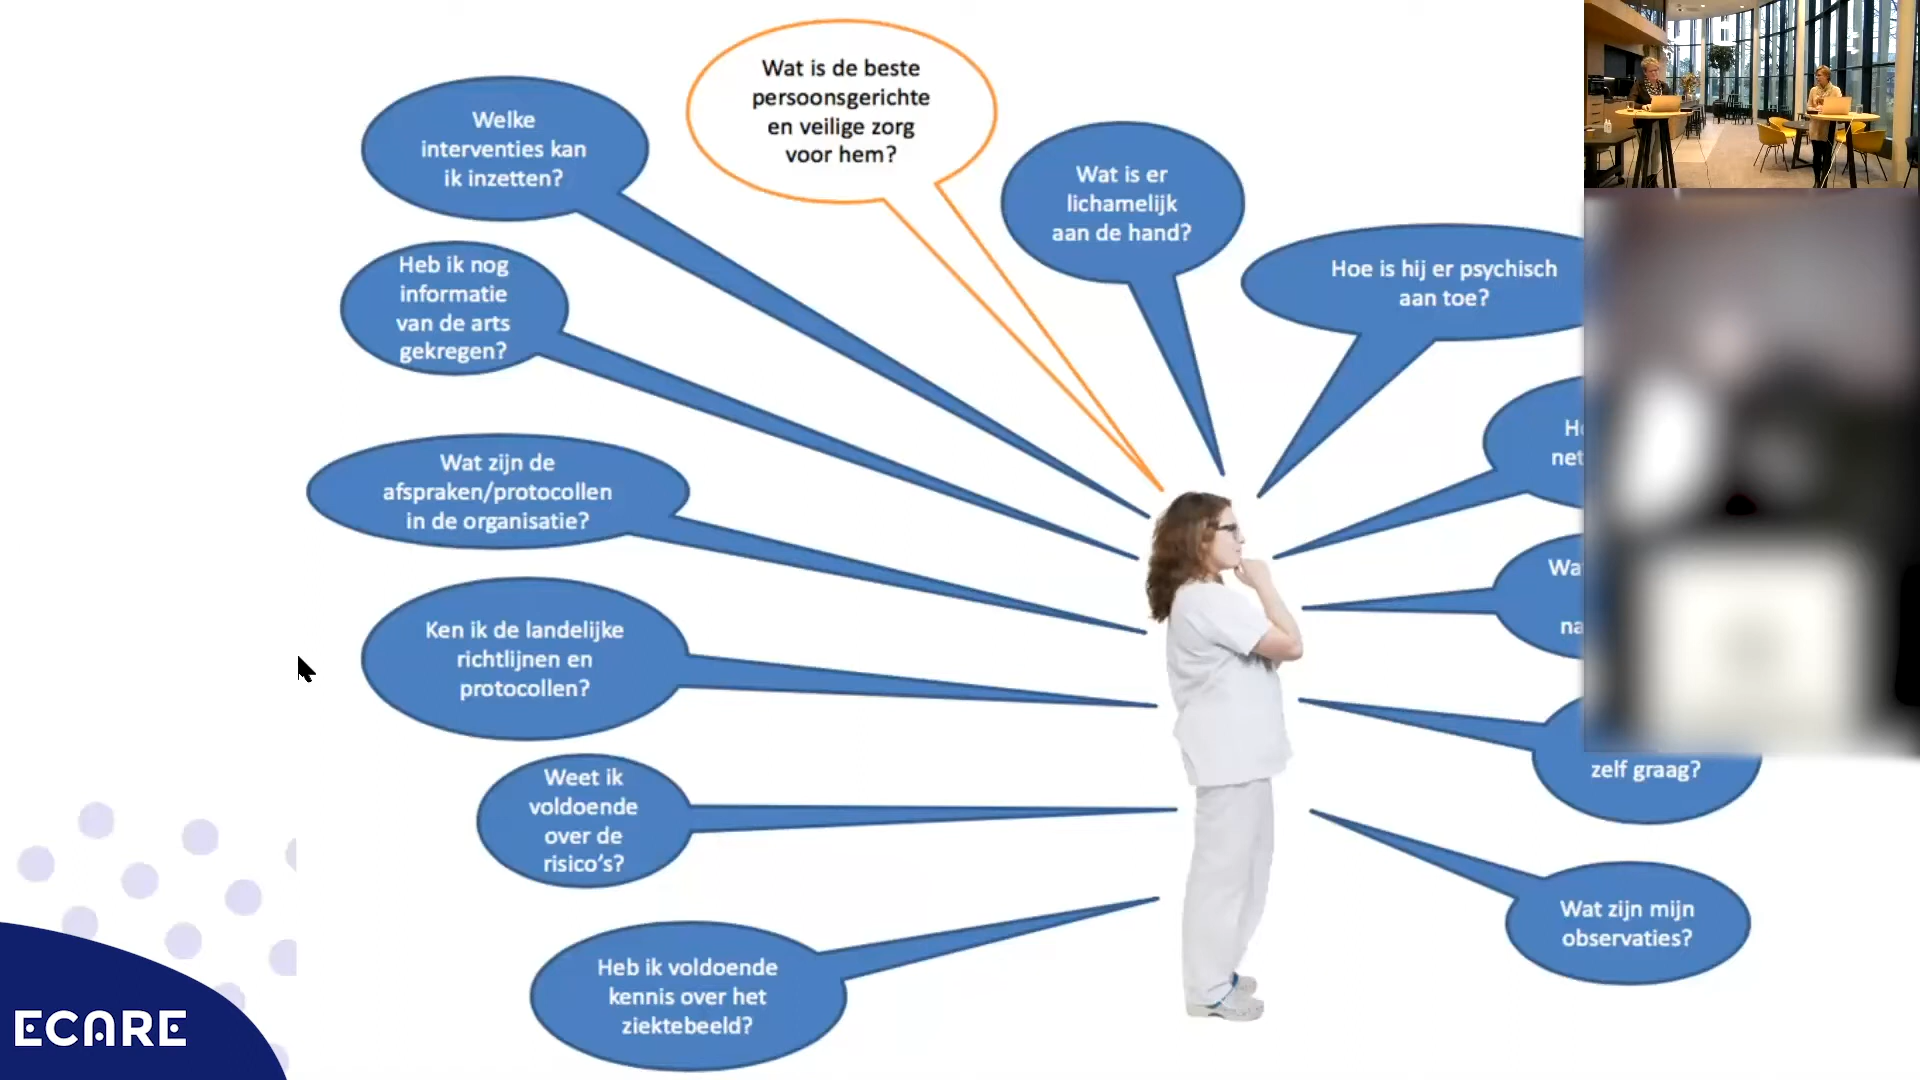 Wat is de beste
persoonsgerichte
en veilige zorg
voor hem?
Welke
interventies kan
ik inzetten?
Wat is er
lichamelijk
aan de hand?
Heb ik nog
informatie
van de arts
gekregen?
Hoe is hij er psychisch
aan toe?
Wat zijn de
afspraken/protocollen
in de organisatie?
Ken ik de landelijke
richtlijnen en
protocollen?
Weet ik
voldoende
over de
risico's?
zelf graag?
Heb ik voldoende
kennis over het
ziektebeeld?
Wat zijn mijn
observaties?
ECARE